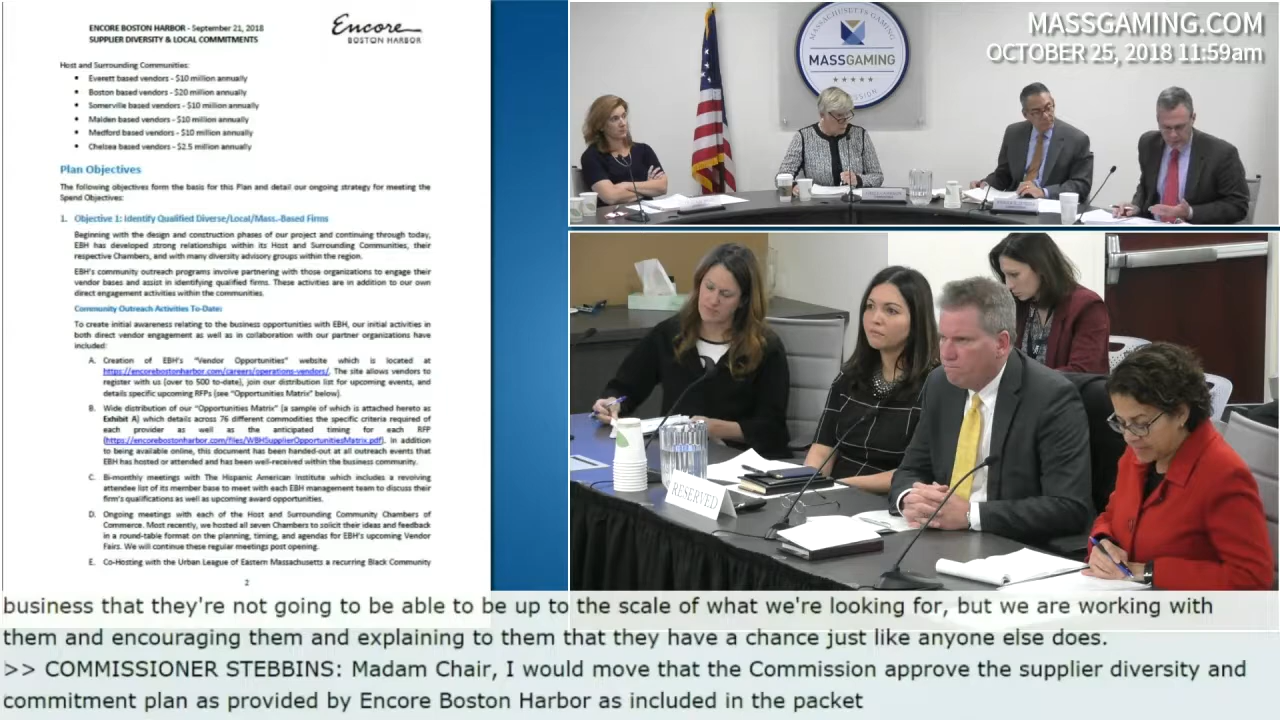 ENCORE BOSTON HARBOR - September 21, 2018
SUPPLIER DIVERSITY & LOCAL COMMITMENTS
Encore
BOSTON HARBOR
Host and Surrounding Communities:
Everett based vendors - $10 million annually
Boston based vendors - $20 million annually
Somerville based vendors - $10 million annually
Malden based vendors - $10 million annually
Medford based vendors - $10 million annually
Chelsea based vendors - $2.5 million annually
Plan Objectives
The following objectives form the basis for this Plan and detail our ongoing strategy for meeting the
Spend Objectives:
1. Objective 1: Identify Qualified Diverse/Local/Mass.-Based Firms
Beginning with the design and construction phases of our project and continuing through today,
EBH has developed strong relationships within its Host and Surrounding Communities, their
respective Chambers, and with many diversity advisory groups within the region.
EBH's community outreach programs involve partnering with those organizations to engage their
vendor bases and assist in identifying qualified firms. These activities are in addition to our own
direct engagement activities within the communities.
Community Outreach Activities To-Date:
To create initial awareness relating to the business opportunities with EBH, our initial activities in
both direct vendor engagement as well as in collaboration with our partner organizations have
included:
A. Creation of EBH's "Vendor Opportunities" website which is located at
https://encorebostonharbor.com/careers/operations-vendors/. The site allows vendors to
register with us (over 500 to-date), join our distribution list for upcoming events, and
details specific upcoming RFPs (see "Opportunities Matrix" below).
B. Wide distribution of our "Opportunities Matrix" (a sample of which is attached hereto as
Exhibit A) which details across 76 different commodities the specific criteria required of
each provider as well as the anticipated timing for each RFP
(https://encorebostonharbor.com/files/WBHSupplierOpportunitiesMatrix.pdf). In addition
to being available online, this document has been handed-out at all outreach events that
EBH has hosted or attended and has been well-received within the business community.
C. Bi-monthly meetings with The Hispanic American Institute which includes a revolving
attendee list of its member base to meet with each EBH management team to discuss their
firm's qualifications as well as upcoming award opportunities.
D. Ongoing meetings with each of the Host and Surrounding Community Chambers of
Commerce. Most recently, we hosted all seven Chambers to solicit their ideas and feedback
in a round-table format on the planning, timing, and agendas for EBH's upcoming Vendor
Fairs. We will continue these regular meetings post opening.
E. Co-Hosting with the Urban League of Eastern Massachusetts a recurring Black Community
2
MASSACHUSETTS GAMING
MASSGAMING
MASSGAMING.COM
OCTOBER 25, 2018 11:59am
RESERVED
business that they're not going to be able to be up to the scale of what we're looking for, but we are working with
them and encouraging them and explaining to them that they have a chance just like anyone else does.
>> COMMISSIONER STEBBINS: Madam Chair, I would move that the Commission approve the supplier diversity and
commitment plan as provided by Encore Boston Harbor as included in the packet